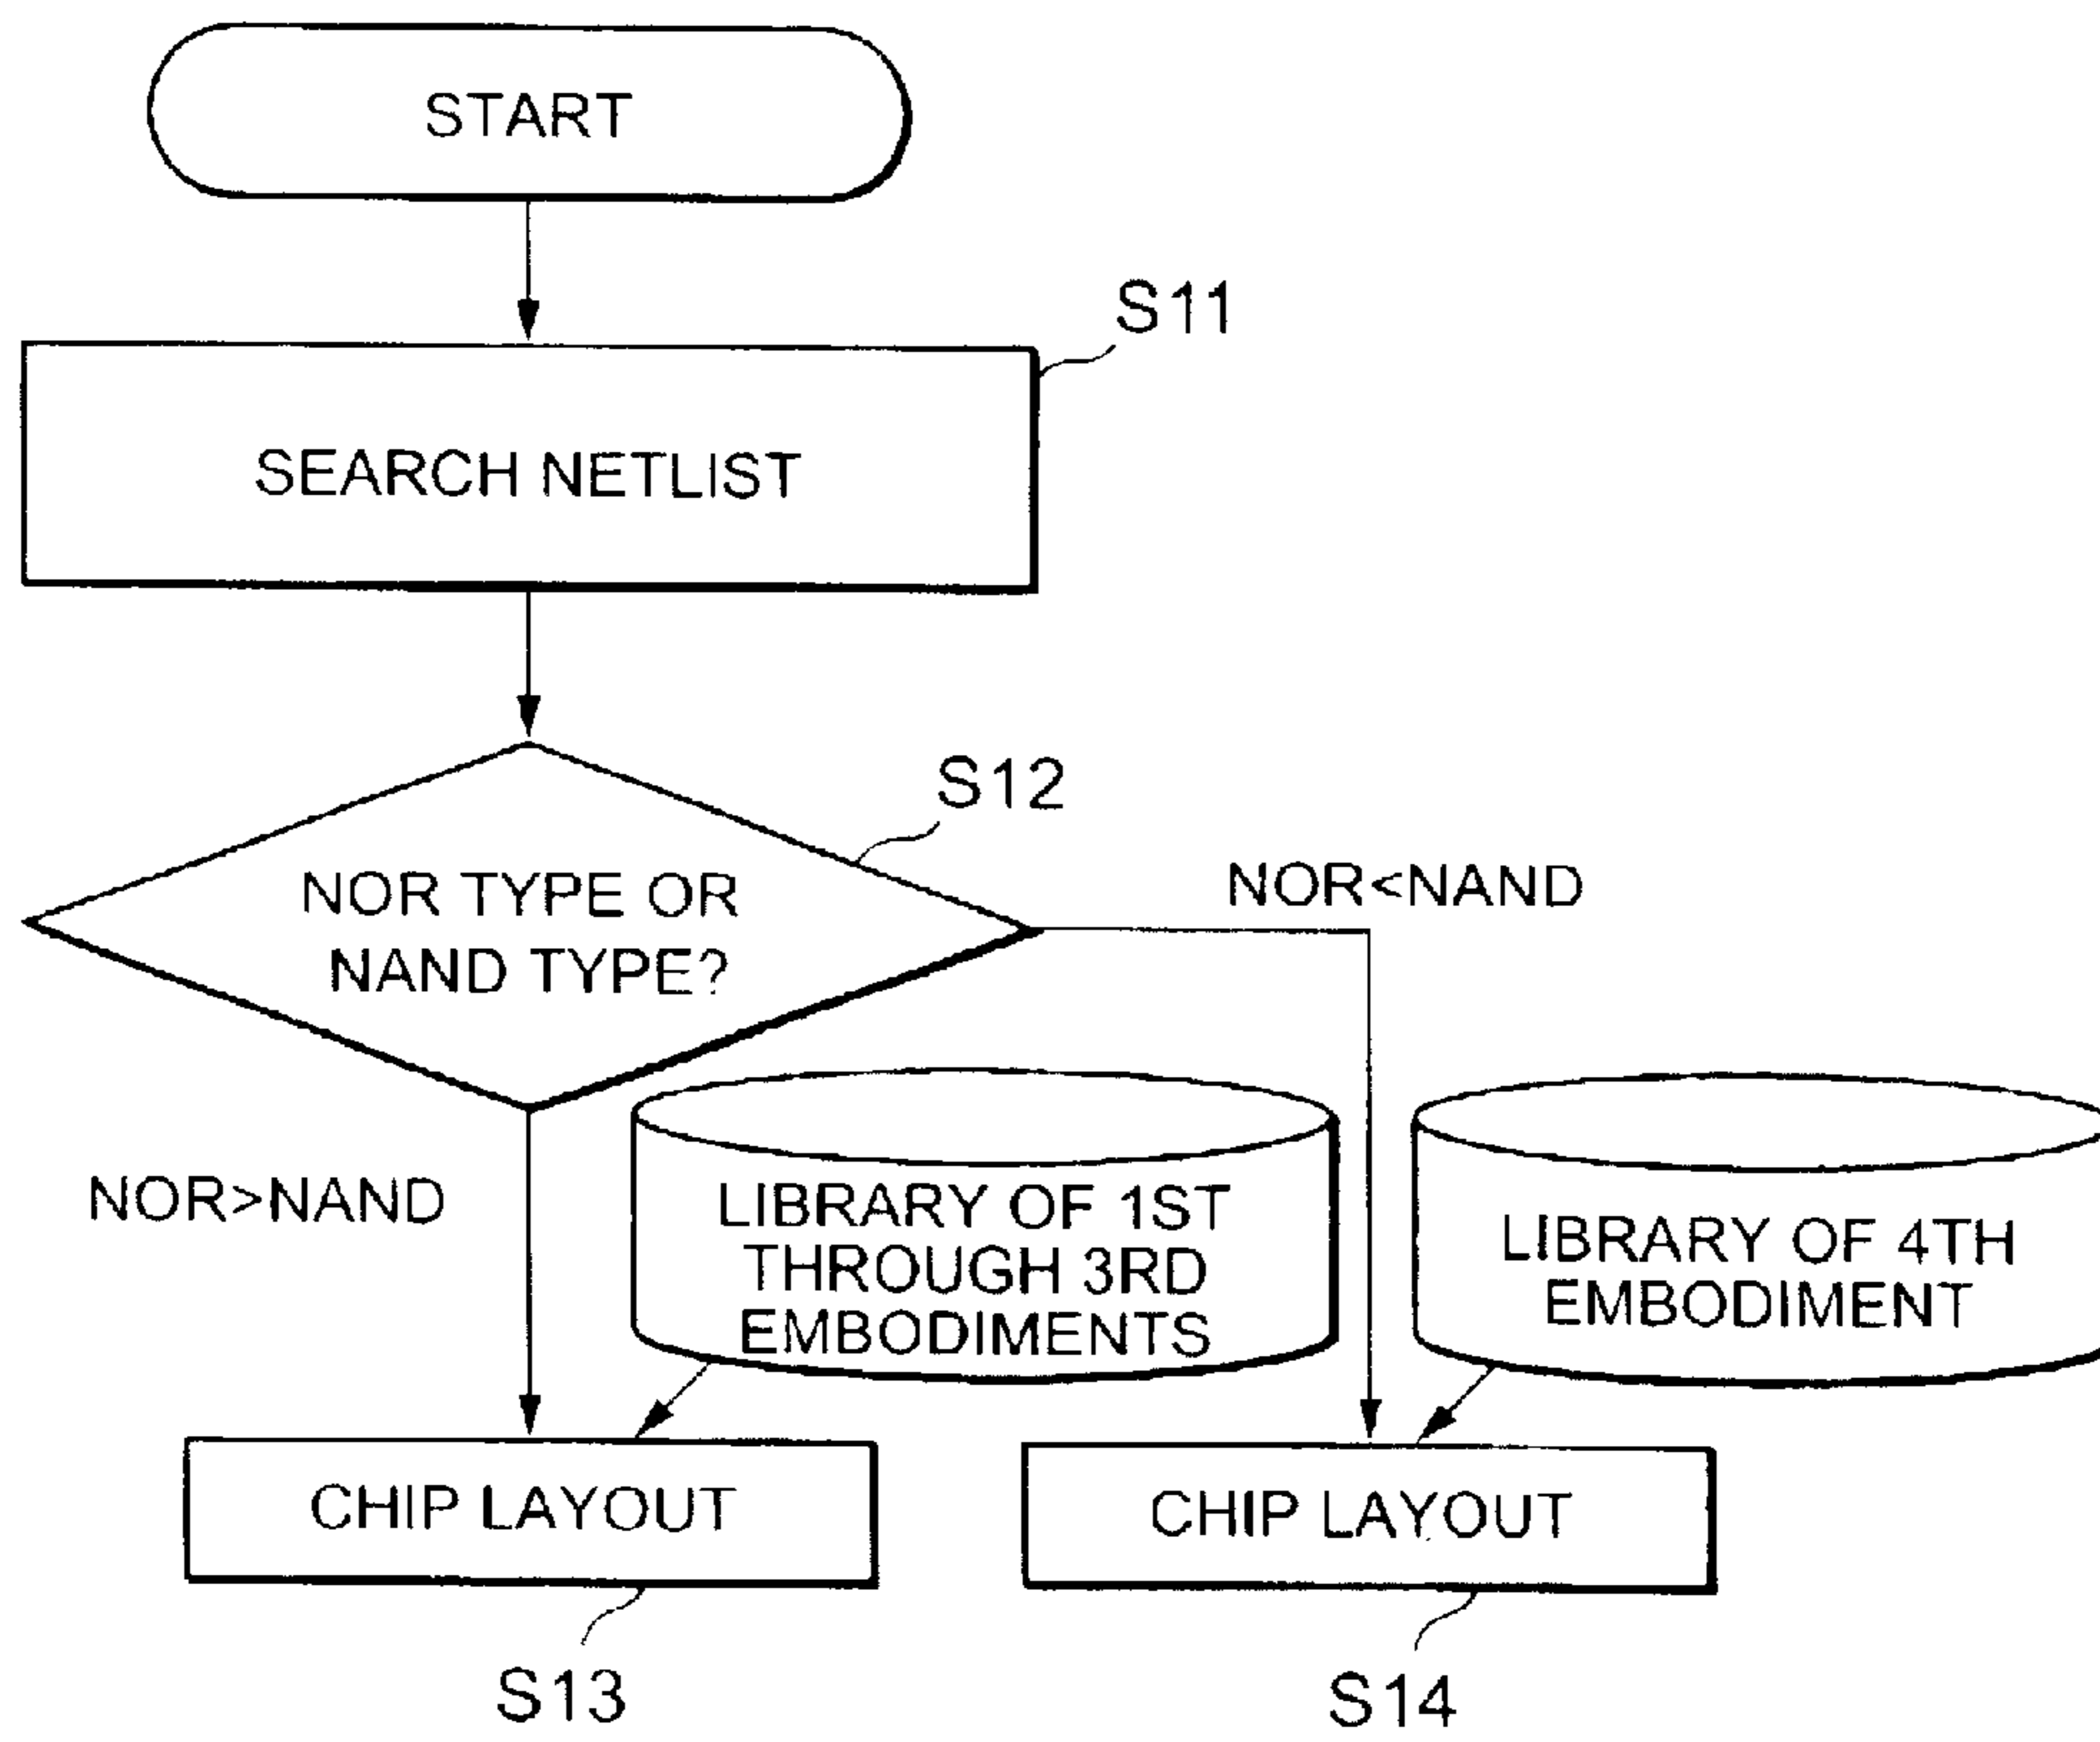 START
S11
SEARCH NETLIST
S12
NOR TYPE OR
NAND TYPE?
NOR<NAND
NOR>NAND
LIBRARY OF 1ST
THROUGH 3RD
EMBODIMENTS
LIBRARY OF 4TH
EMBODIMENT
CHIP LAYOUT
CHIP LAYOUT
S13
S14